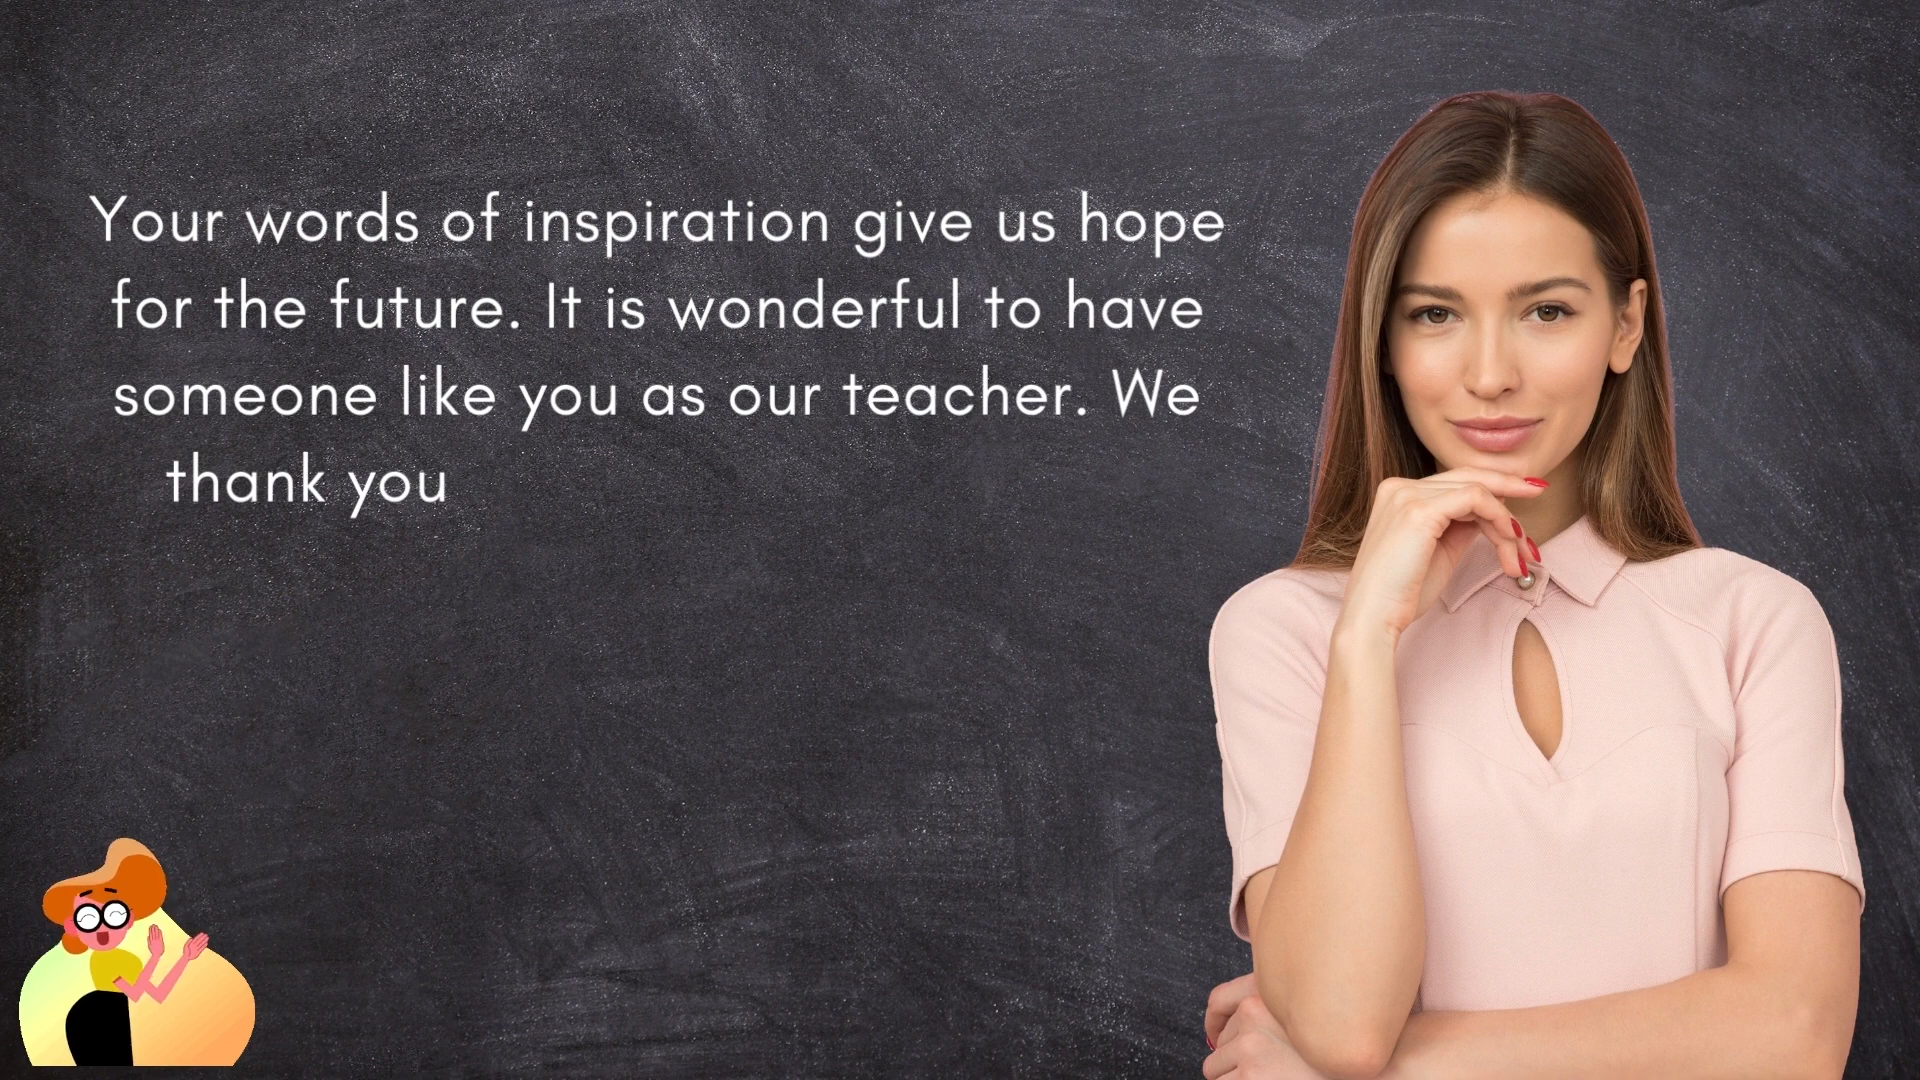 Your words of inspiration give us hope
for the future. It is wonderful to have
someone like you as our teacher. We
thank you